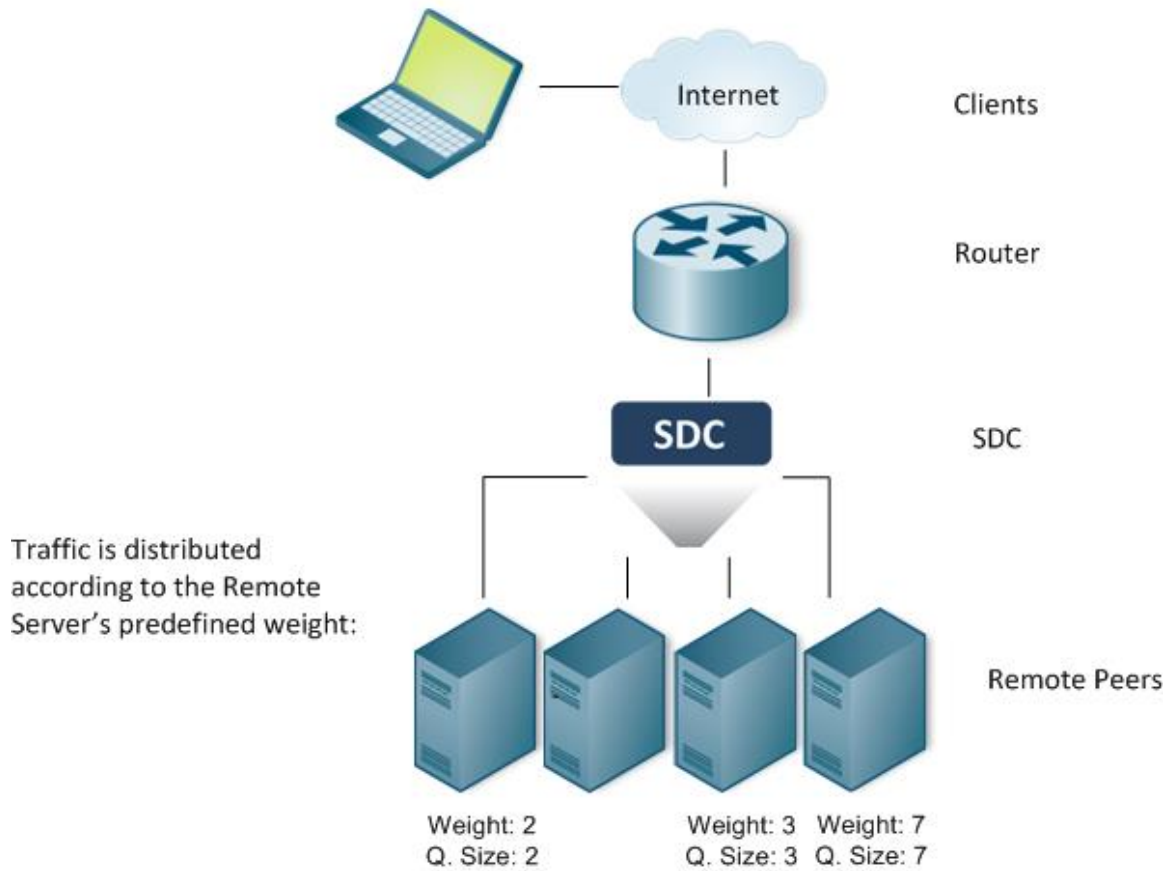 Internet
Clients
Router
SDC
SDC
Traffic is distributed
according to the Remote
Server's predefined weight:
Remote Peers
Weight: 2
Q. Size: 2
Weight: 3
Q. Size: 3
Weight: 7
Q. Size: 7